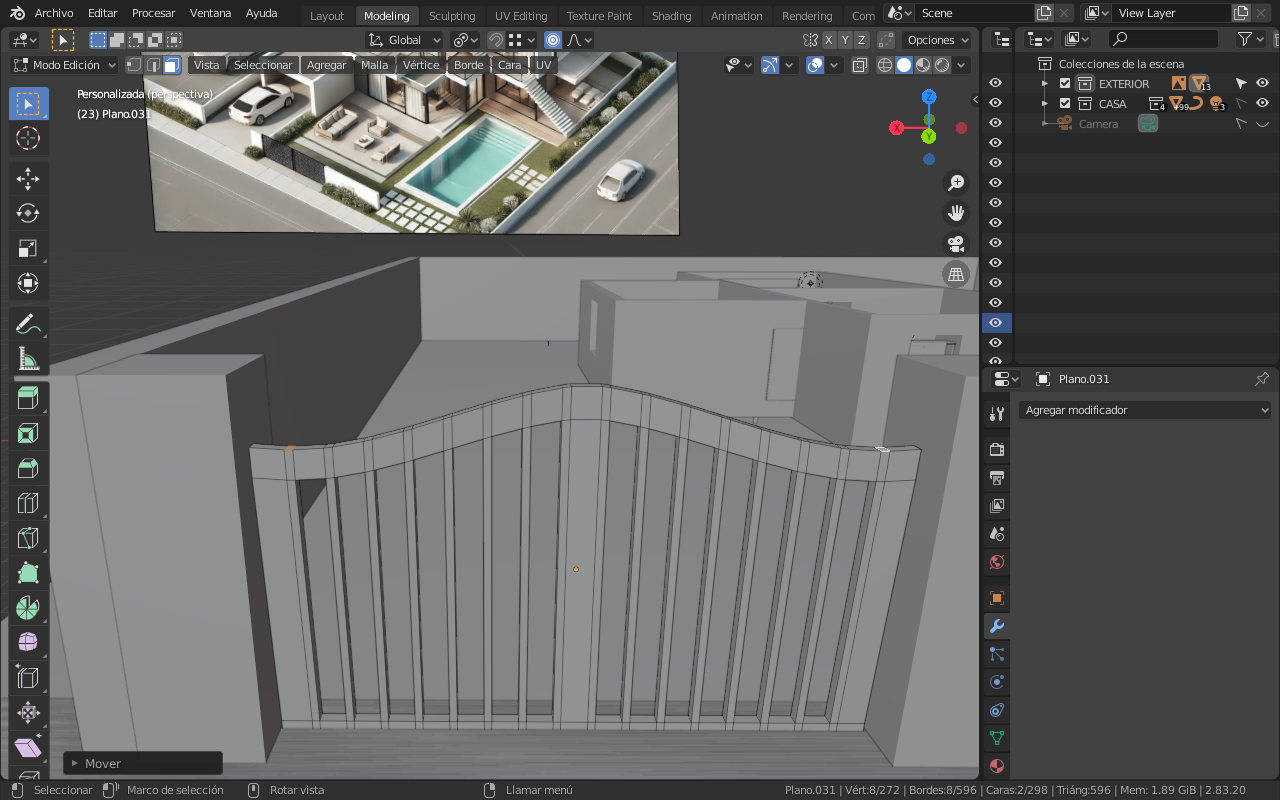 Archivo Editar Procesar Ventana Ayuda Layout Modeling Sculpting UV Editing Texture Paint Shading Animation Rendering Com Scene View Layer
Global X Y Z Opciones
Modo Edición Vista Seleccionar Agregar Malla Vértice Borde Cara UV
Colecciones de la escena
EXTERIOR 13
CASA 4 +99 3
Camera
Personalizada (perspectiva)
(23) Plano.031
Z
X
Y
Plano.031
Agregar modificador
Mover
Seleccionar Marco de selección Rotar vista Llamar menú Plano.031 | Vért:8/272 | Bordes:8/596 | Caras:2/298 | Triáng:596 | Mem: 1.89 GiB | 2.83.20